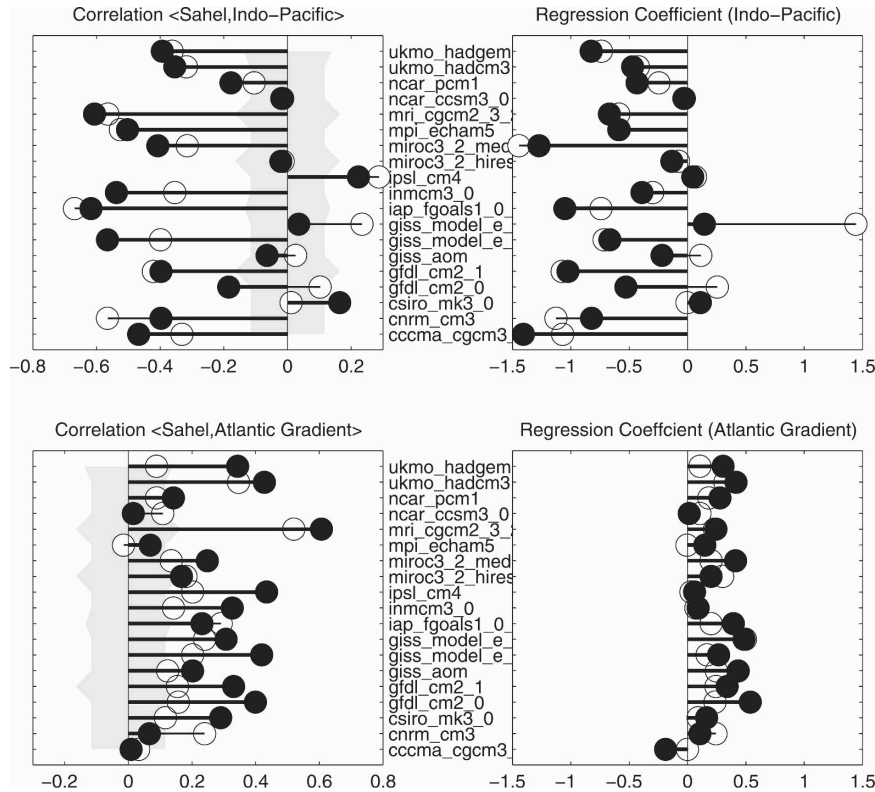 Correlation <Sahel,Indo−Pacific>
Regression Coefficient (Indo−Pacific)
ukmo_hadgem
ukmo_hadcm3
ncar_pcm1
ncar_ccsm3_0
mri_cgcm2_3_
mpi_echam5
miroc3_2_med
miroc3_2_hires
ipsl_cm4
inmcm3_0
iap_fgoals1_0_
giss_model_e_
giss_model_e_
giss_aom
gfdl_cm2_1
gfdl_cm2_0
csiro_mk3_0
cnrm_cm3
cccma_cgcm3_
−0.8 −0.6 −0.4 −0.2 0 0.2
−1.5 −1 −0.5 0 0.5 1 1.5
Correlation <Sahel,Atlantic Gradient>
Regression Coeffcient (Atlantic Gradient)
ukmo_hadgem
ukmo_hadcm3
ncar_pcm1
ncar_ccsm3_0
mri_cgcm2_3_
mpi_echam5
miroc3_2_med
miroc3_2_hires
ipsl_cm4
inmcm3_0
iap_fgoals1_0_
giss_model_e_
giss_model_e_
giss_aom
gfdl_cm2_1
gfdl_cm2_0
csiro_mk3_0
cnrm_cm3
cccma_cgcm3_
−0.2 0 0.2 0.4 0.6 0.8
−1.5 −1 −0.5 0 0.5 1 1.5